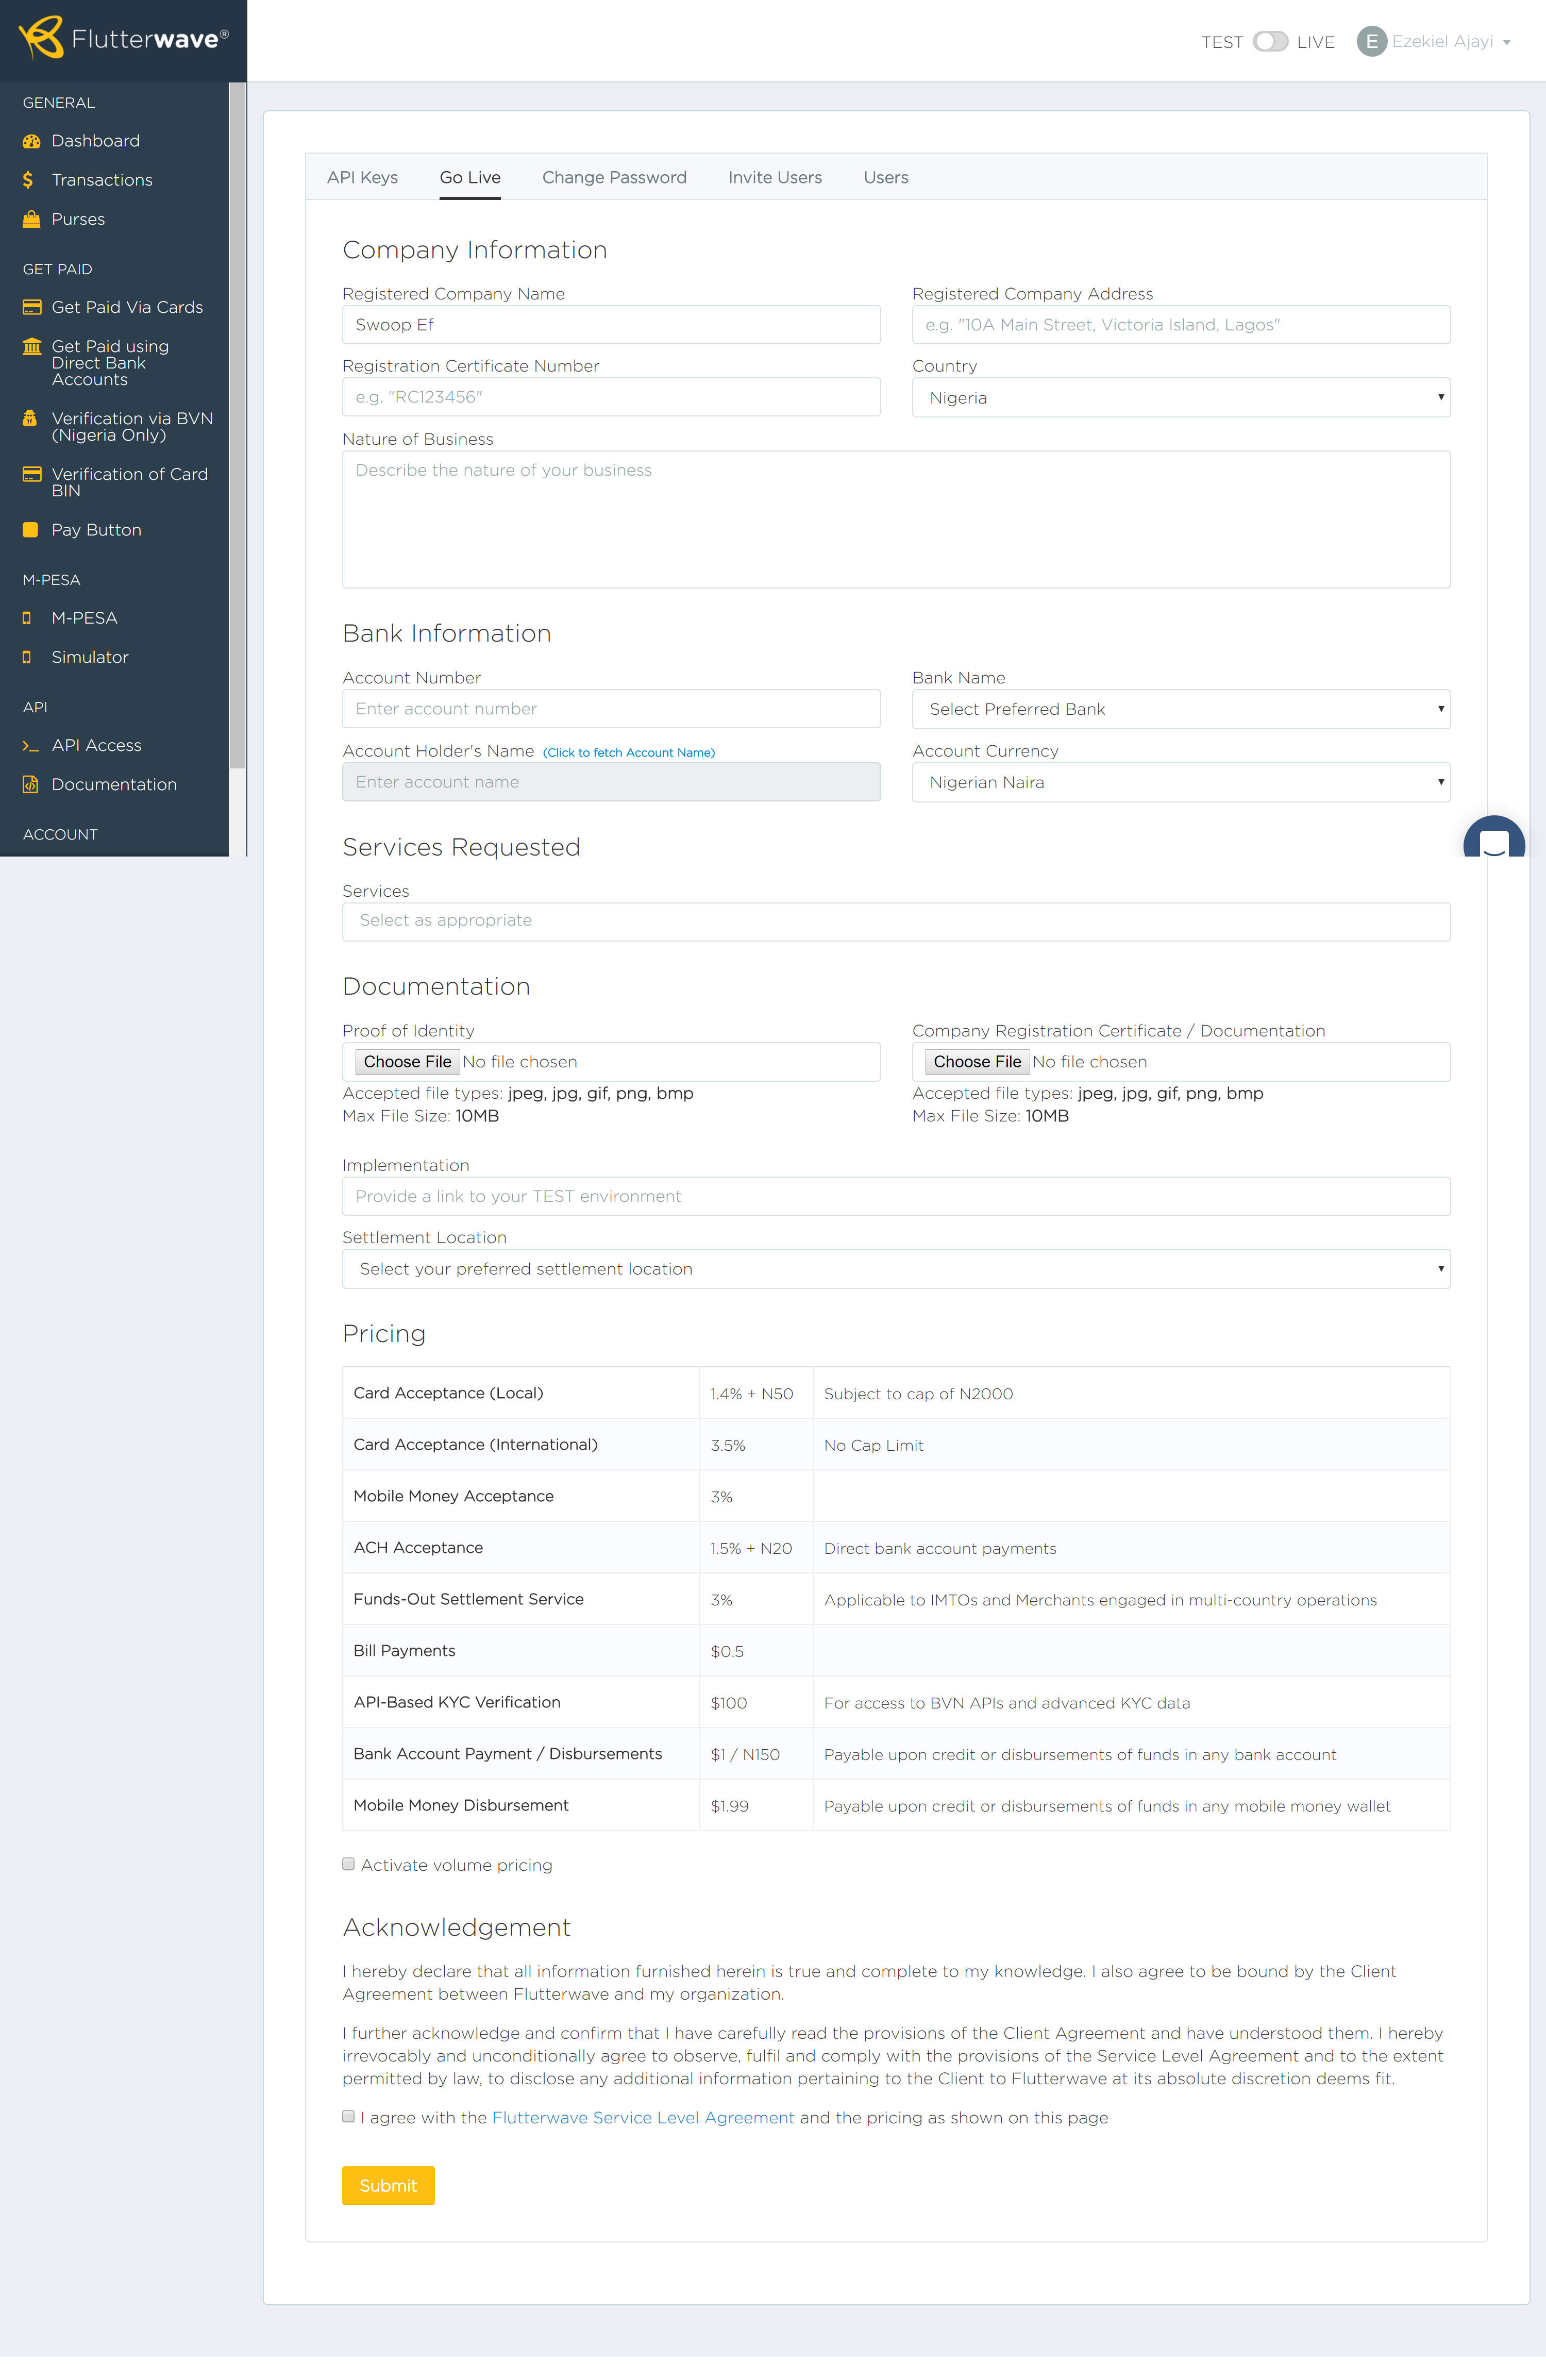 Flutterwave®
TEST LIVE E Ezekiel Ajayi
GENERAL
Dashboard
Transactions
Purses
GET PAID
Get Paid Via Cards
Get Paid using
Direct Bank
Accounts
Verification via BVN
(Nigeria Only)
Verification of Card
BIN
Pay Button
M-PESA
M-PESA
Simulator
API
API Access
Documentation
ACCOUNT
API Keys Go Live Change Password Invite Users Users
Company Information
Registered Company Name
Swoop Ef
Registered Company Address
e.g. "10A Main Street, Victoria Island, Lagos"
Registration Certificate Number
e.g. "RC123456"
Country
Nigeria
Nature of Business
Describe the nature of your business
Bank Information
Account Number
Enter account number
Bank Name
Select Preferred Bank
Account Holder's Name (Click to fetch Account Name)
Enter account name
Account Currency
Nigerian Naira
Services Requested
Services
Select as appropriate
Documentation
Proof of Identity
Choose File No file chosen
Accepted file types: jpeg, jpg, gif, png, bmp
Max File Size: 10MB
Company Registration Certificate / Documentation
Choose File No file chosen
Accepted file types: jpeg, jpg, gif, png, bmp
Max File Size: 10MB
Implementation
Provide a link to your TEST environment
Settlement Location
Select your preferred settlement location
Pricing
Card Acceptance (Local) 1.4% + N50 Subject to cap of N2000
Card Acceptance (International) 3.5% No Cap Limit
Mobile Money Acceptance 3%
ACH Acceptance 1.5% + N20 Direct bank account payments
Funds-Out Settlement Service 3% Applicable to IMTOs and Merchants engaged in multi-country operations
Bill Payments $0.5
API-Based KYC Verification $100 For access to BVN APIs and advanced KYC data
Bank Account Payment / Disbursements $1 / N150 Payable upon credit or disbursements of funds in any bank account
Mobile Money Disbursement $1.99 Payable upon credit or disbursements of funds in any mobile money wallet
Activate volume pricing
Acknowledgement
I hereby declare that all information furnished herein is true and complete to my knowledge. I also agree to be bound by the Client
Agreement between Flutterwave and my organization.
I further acknowledge and confirm that I have carefully read the provisions of the Client Agreement and have understood them. I hereby
irrevocably and unconditionally agree to observe, fulfil and comply with the provisions of the Service Level Agreement and to the extent
permitted by law, to disclose any additional information pertaining to the Client to Flutterwave at its absolute discretion deems fit.
I agree with the Flutterwave Service Level Agreement and the pricing as shown on this page
Submit